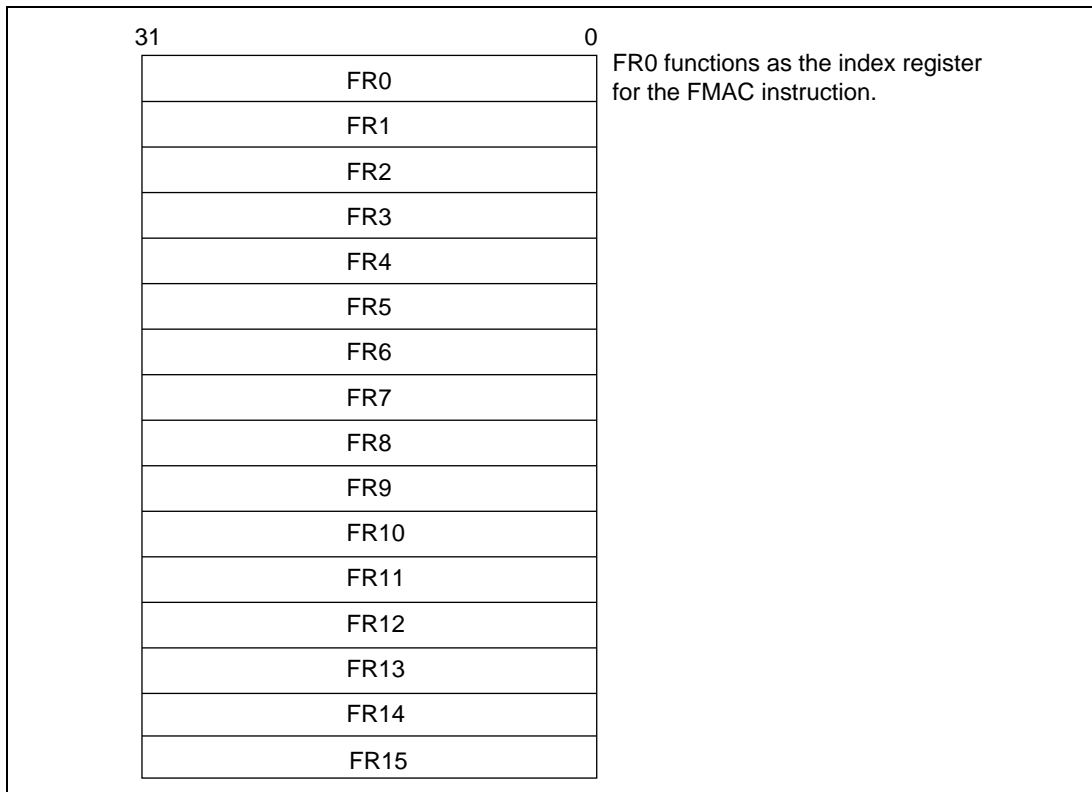 31 0
FR0 functions as the index register
for the FMAC instruction.
FR0
FR1
FR2
FR3
FR4
FR5
FR6
FR7
FR8
FR9
FR10
FR11
FR12
FR13
FR14
FR15